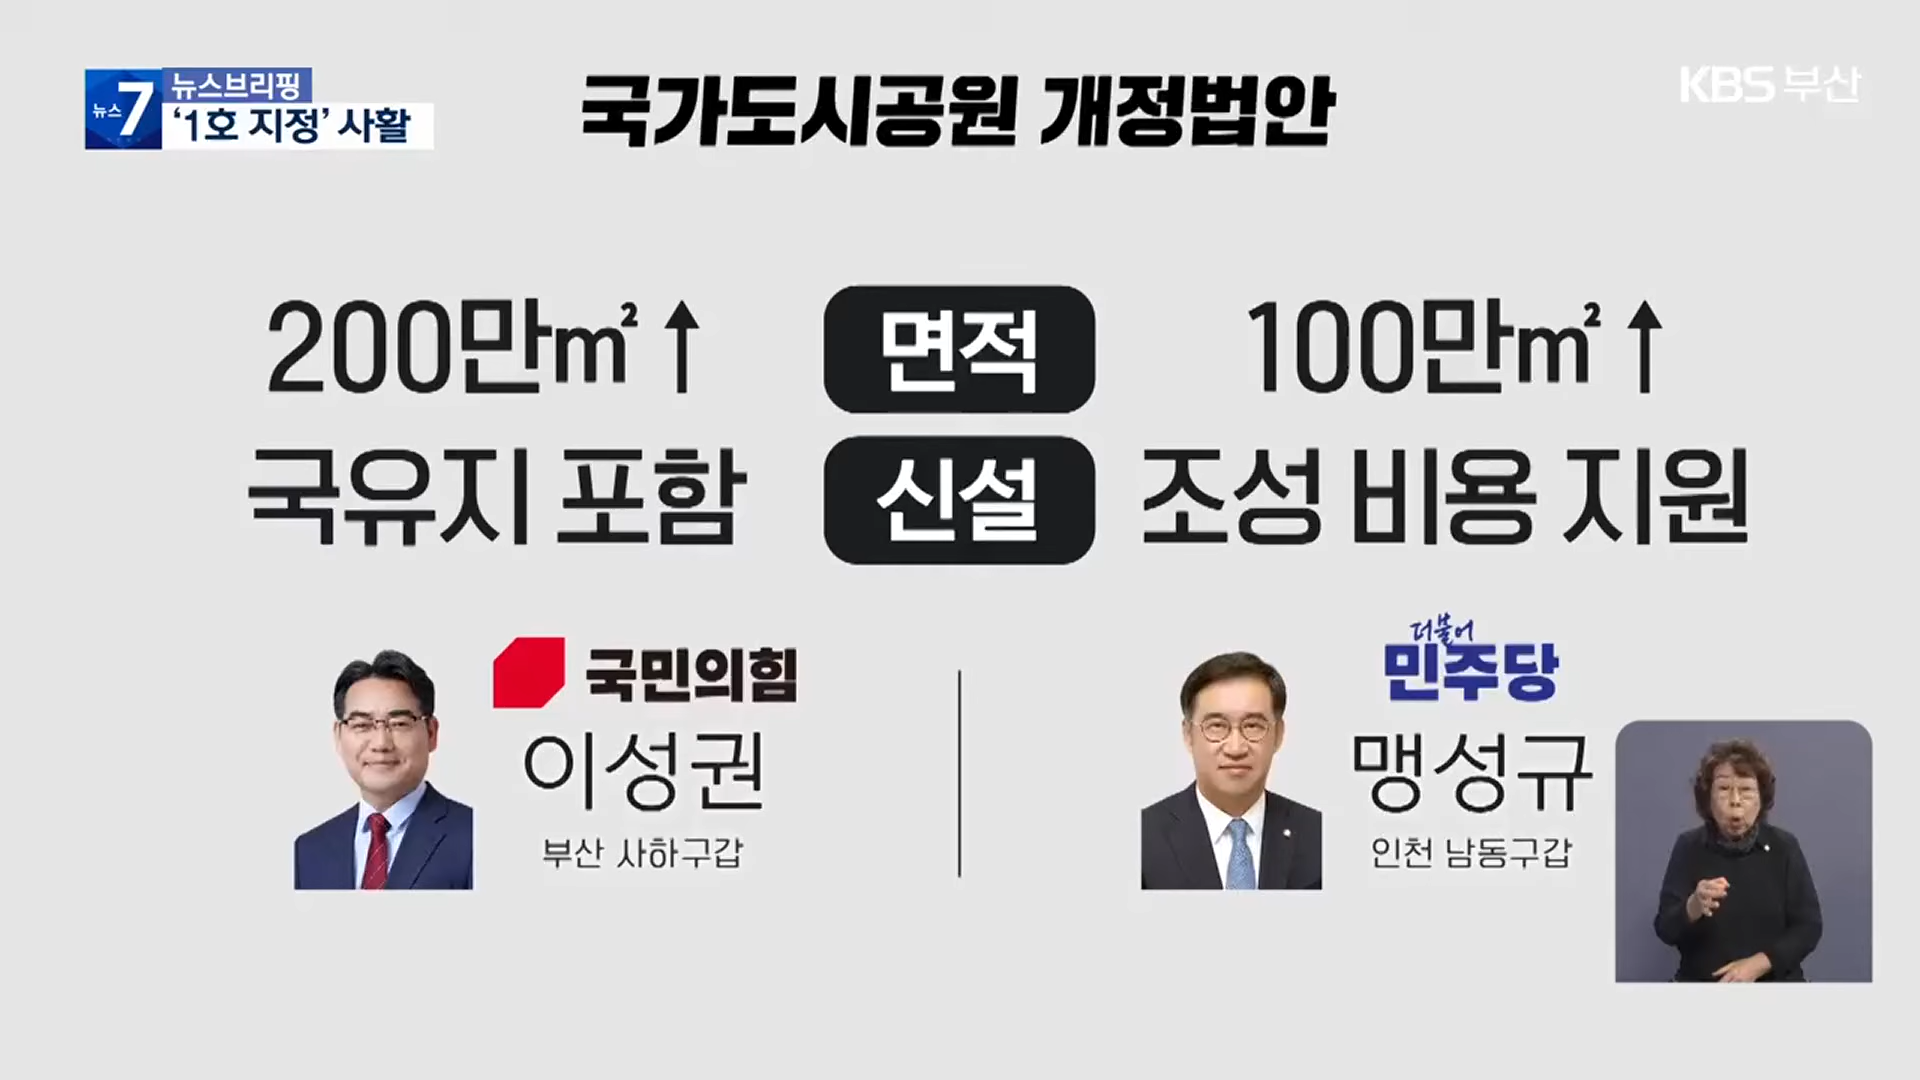 뉴스7
뉴스브리핑
‘1호 지정’ 사활
국가도시공원 개정법안
KBS 부산
200만㎡ ↑ 면적 100만㎡ ↑
국유지 포함 신설 조성 비용 지원
국민의힘
이성권
부산 사하구갑
더불어
민주당
맹성규
인천 남동구갑